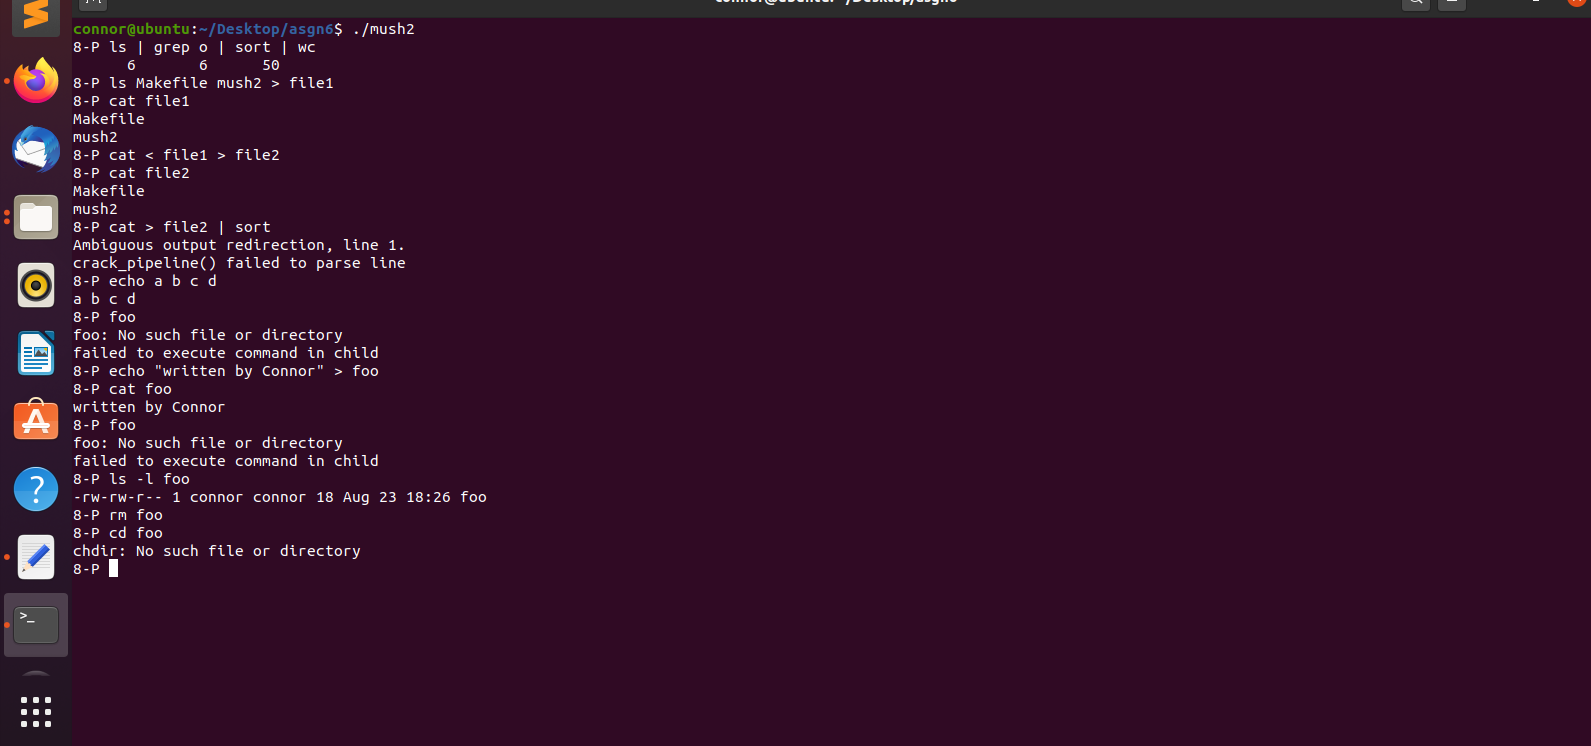 connor@ubuntu:~/Desktop/asgn6$ ./mush2
8-P ls | grep o | sort | wc
      6       6      50
8-P ls Makefile mush2 > file1
8-P cat file1
Makefile
mush2
8-P cat < file1 > file2
8-P cat file2
Makefile
mush2
8-P cat > file2 | sort
Ambiguous output redirection, line 1.
crack_pipeline() failed to parse line
8-P echo a b c d
a b c d
8-P foo
foo: No such file or directory
failed to execute command in child
8-P echo "written by Connor" > foo
8-P cat foo
written by Connor
8-P foo
foo: No such file or directory
failed to execute command in child
8-P ls -l foo
-rw-rw-r-- 1 connor connor 18 Aug 23 18:26 foo
8-P rm foo
8-P cd foo
chdir: No such file or directory
8-P